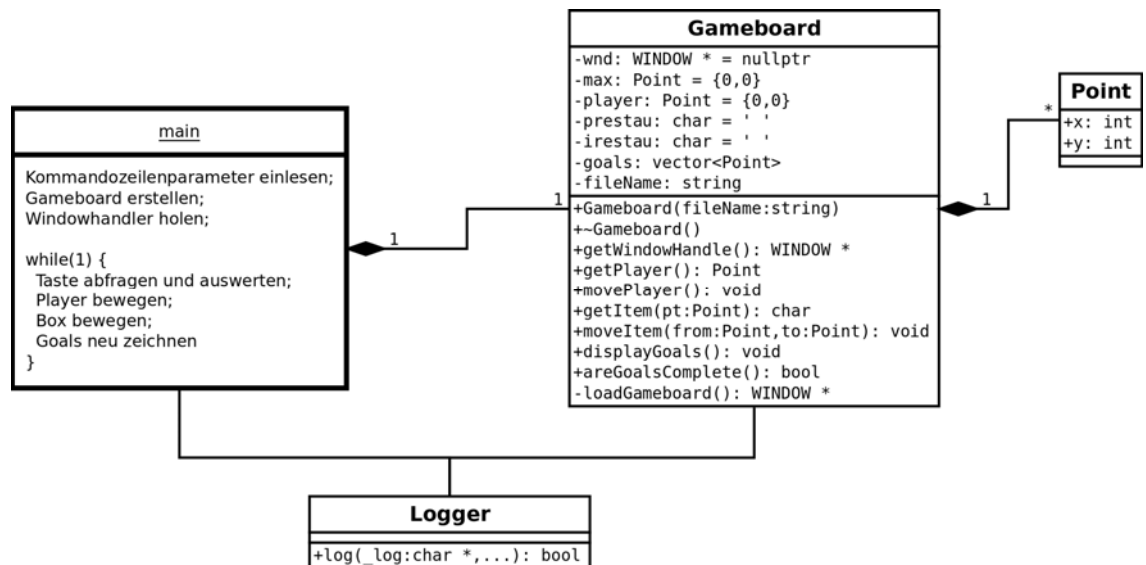 main
Kommandozeilenparameter einlesen;
Gameboard erstellen;
Windowhandler holen;
while(1) {
Taste abfragen und auswerten;
Player bewegen;
Box bewegen;
Goals neu zeichnen
}
1
1
Gameboard
-wnd: WINDOW * = nullptr
-max: Point = {0,0}
-player: Point = {0,0}
-prestau: char = ' '
-irestau: char = ' '
-goals: vector<Point>
-fileName: string
+Gameboard(fileName:string)
+~Gameboard()
+getWindowHandle(): WINDOW *
+getPlayer(): Point
+movePlayer(): void
+getItem(pt:Point): char
+moveItem(from:Point,to:Point): void
+displayGoals(): void
+areGoalsComplete(): bool
-loadGameboard(): WINDOW *
1
*
Point
+x: int
+y: int
Logger
+log(_log:char *,...): bool